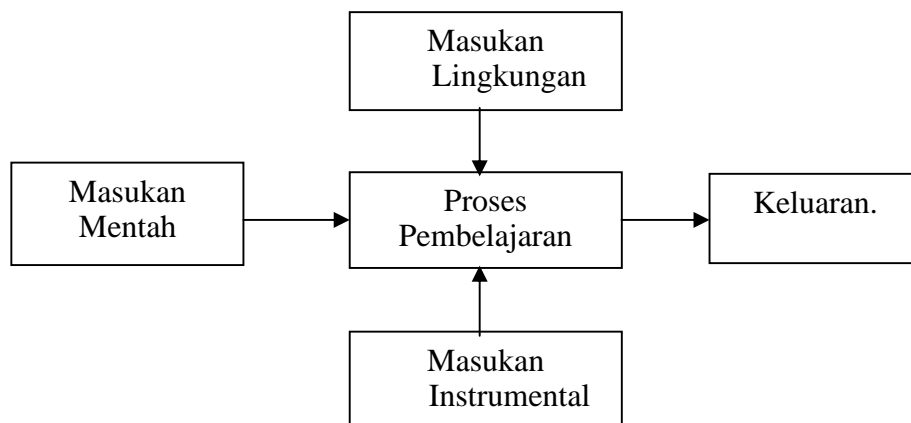 Masukan
Lingkungan
Masukan
Mentah
Proses
Pembelajaran
Keluaran.
Masukan
Instrumental